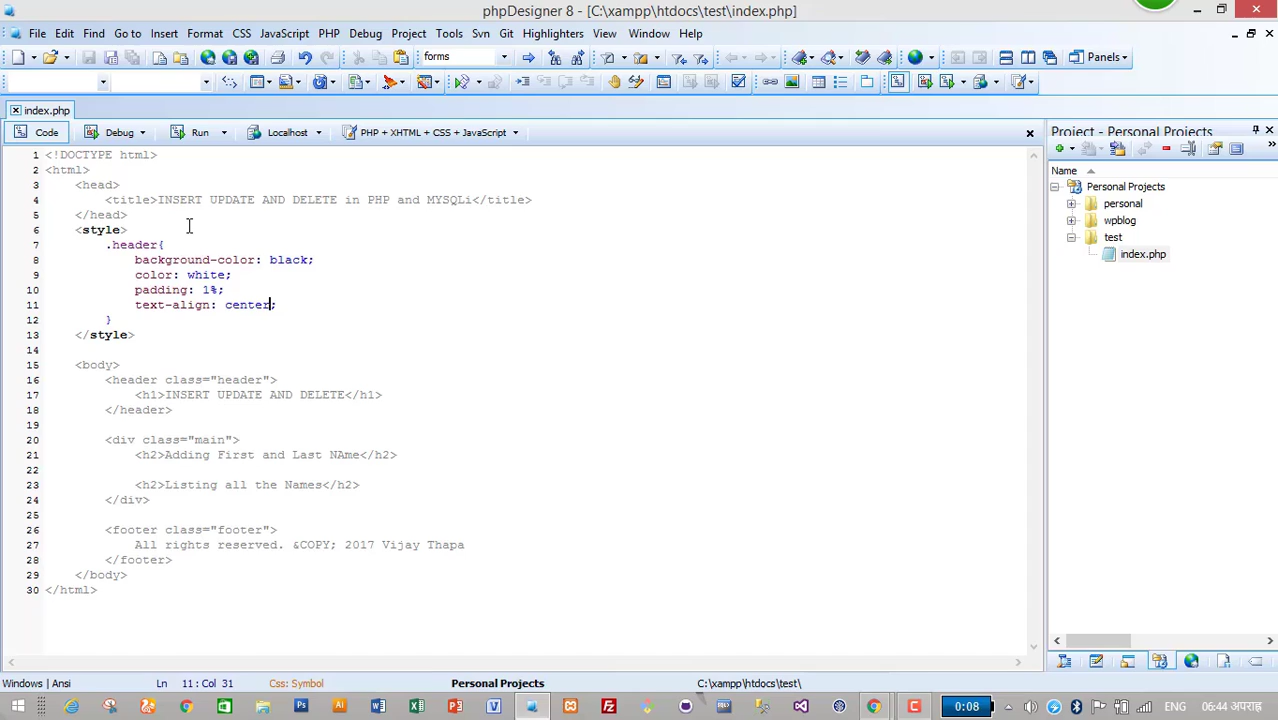 phpDesigner 8 - [C:\xampp\htdocs\test\index.php]
File Edit Find Go to Insert Format CSS JavaScript PHP Debug Project Tools Svn Git Highlighters View Window Help
forms
Panels
index.php
Code Debug Run Localhost PHP + XHTML + CSS + JavaScript
1 <!DOCTYPE html>
2 <html>
3 <head>
4 <title>INSERT UPDATE AND DELETE in PHP and MYSQLi</title>
5 </head>
6 <style>
7 .header{
8 background-color: black;
9 color: white;
10 padding: 1%;
11 text-align: center;
12 }
13 </style>
14
15 <body>
16 <header class="header">
17 <h1>INSERT UPDATE AND DELETE</h1>
18 </header>
19
20 <div class="main">
21 <h2>Adding First and Last NAme</h2>
22
23 <h2>Listing all the Names</h2>
24 </div>
25
26 <footer class="footer">
27 All rights reserved. &COPY; 2017 Vijay Thapa
28 </footer>
29 </body>
30 </html>
Project - Personal Projects
Name
Personal Projects
personal
wpblog
test
index.php
Windows | Ansi Ln 11 : Col 31 Css: Symbol Personal Projects C:\xampp\htdocs\test\
0:08 ENG 06:44 अपराह्